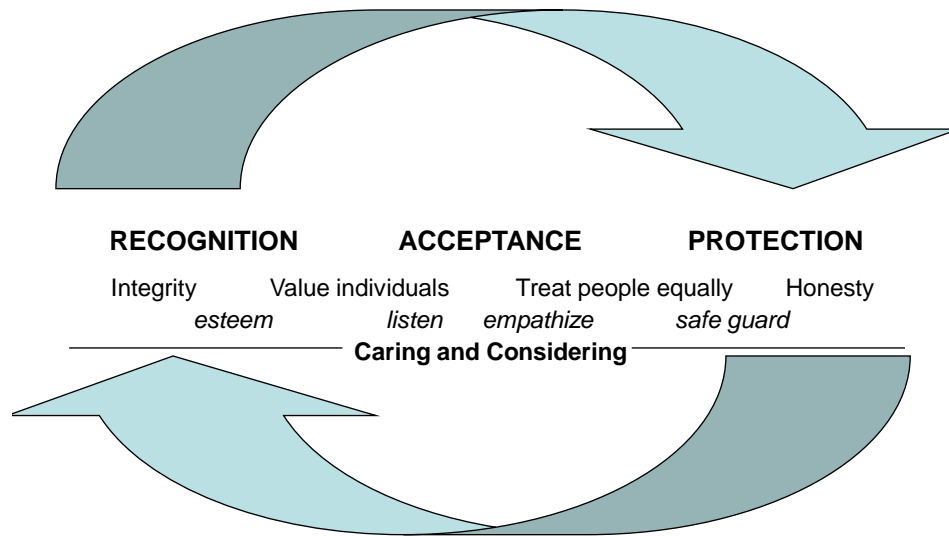 RECOGNITION ACCEPTANCE PROTECTION
Integrity Value individuals Treat people equally Honesty
esteem listen empathize safe guard
Caring and Considering